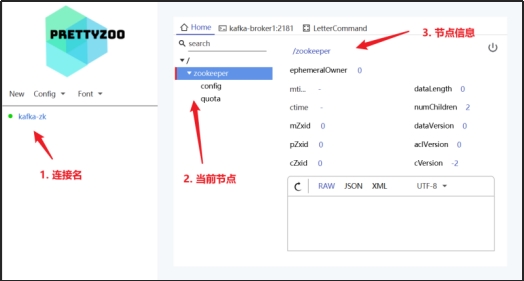 PRETTYZOO
New Config Font
kafka-zk
1. 连接名
Home kafka-broker1:2181 LetterCommand
search
/
zookeeper
config
quota
2. 当前节点
3. 节点信息
/zookeeper
ephemeralOwner 0
mti... - dataLength 0
ctime - numChildren 2
mZxid 0 dataVersion 0
pZxid 0 aclVersion 0
cZxid 0 cVersion -2
RAW JSON XML UTF-8